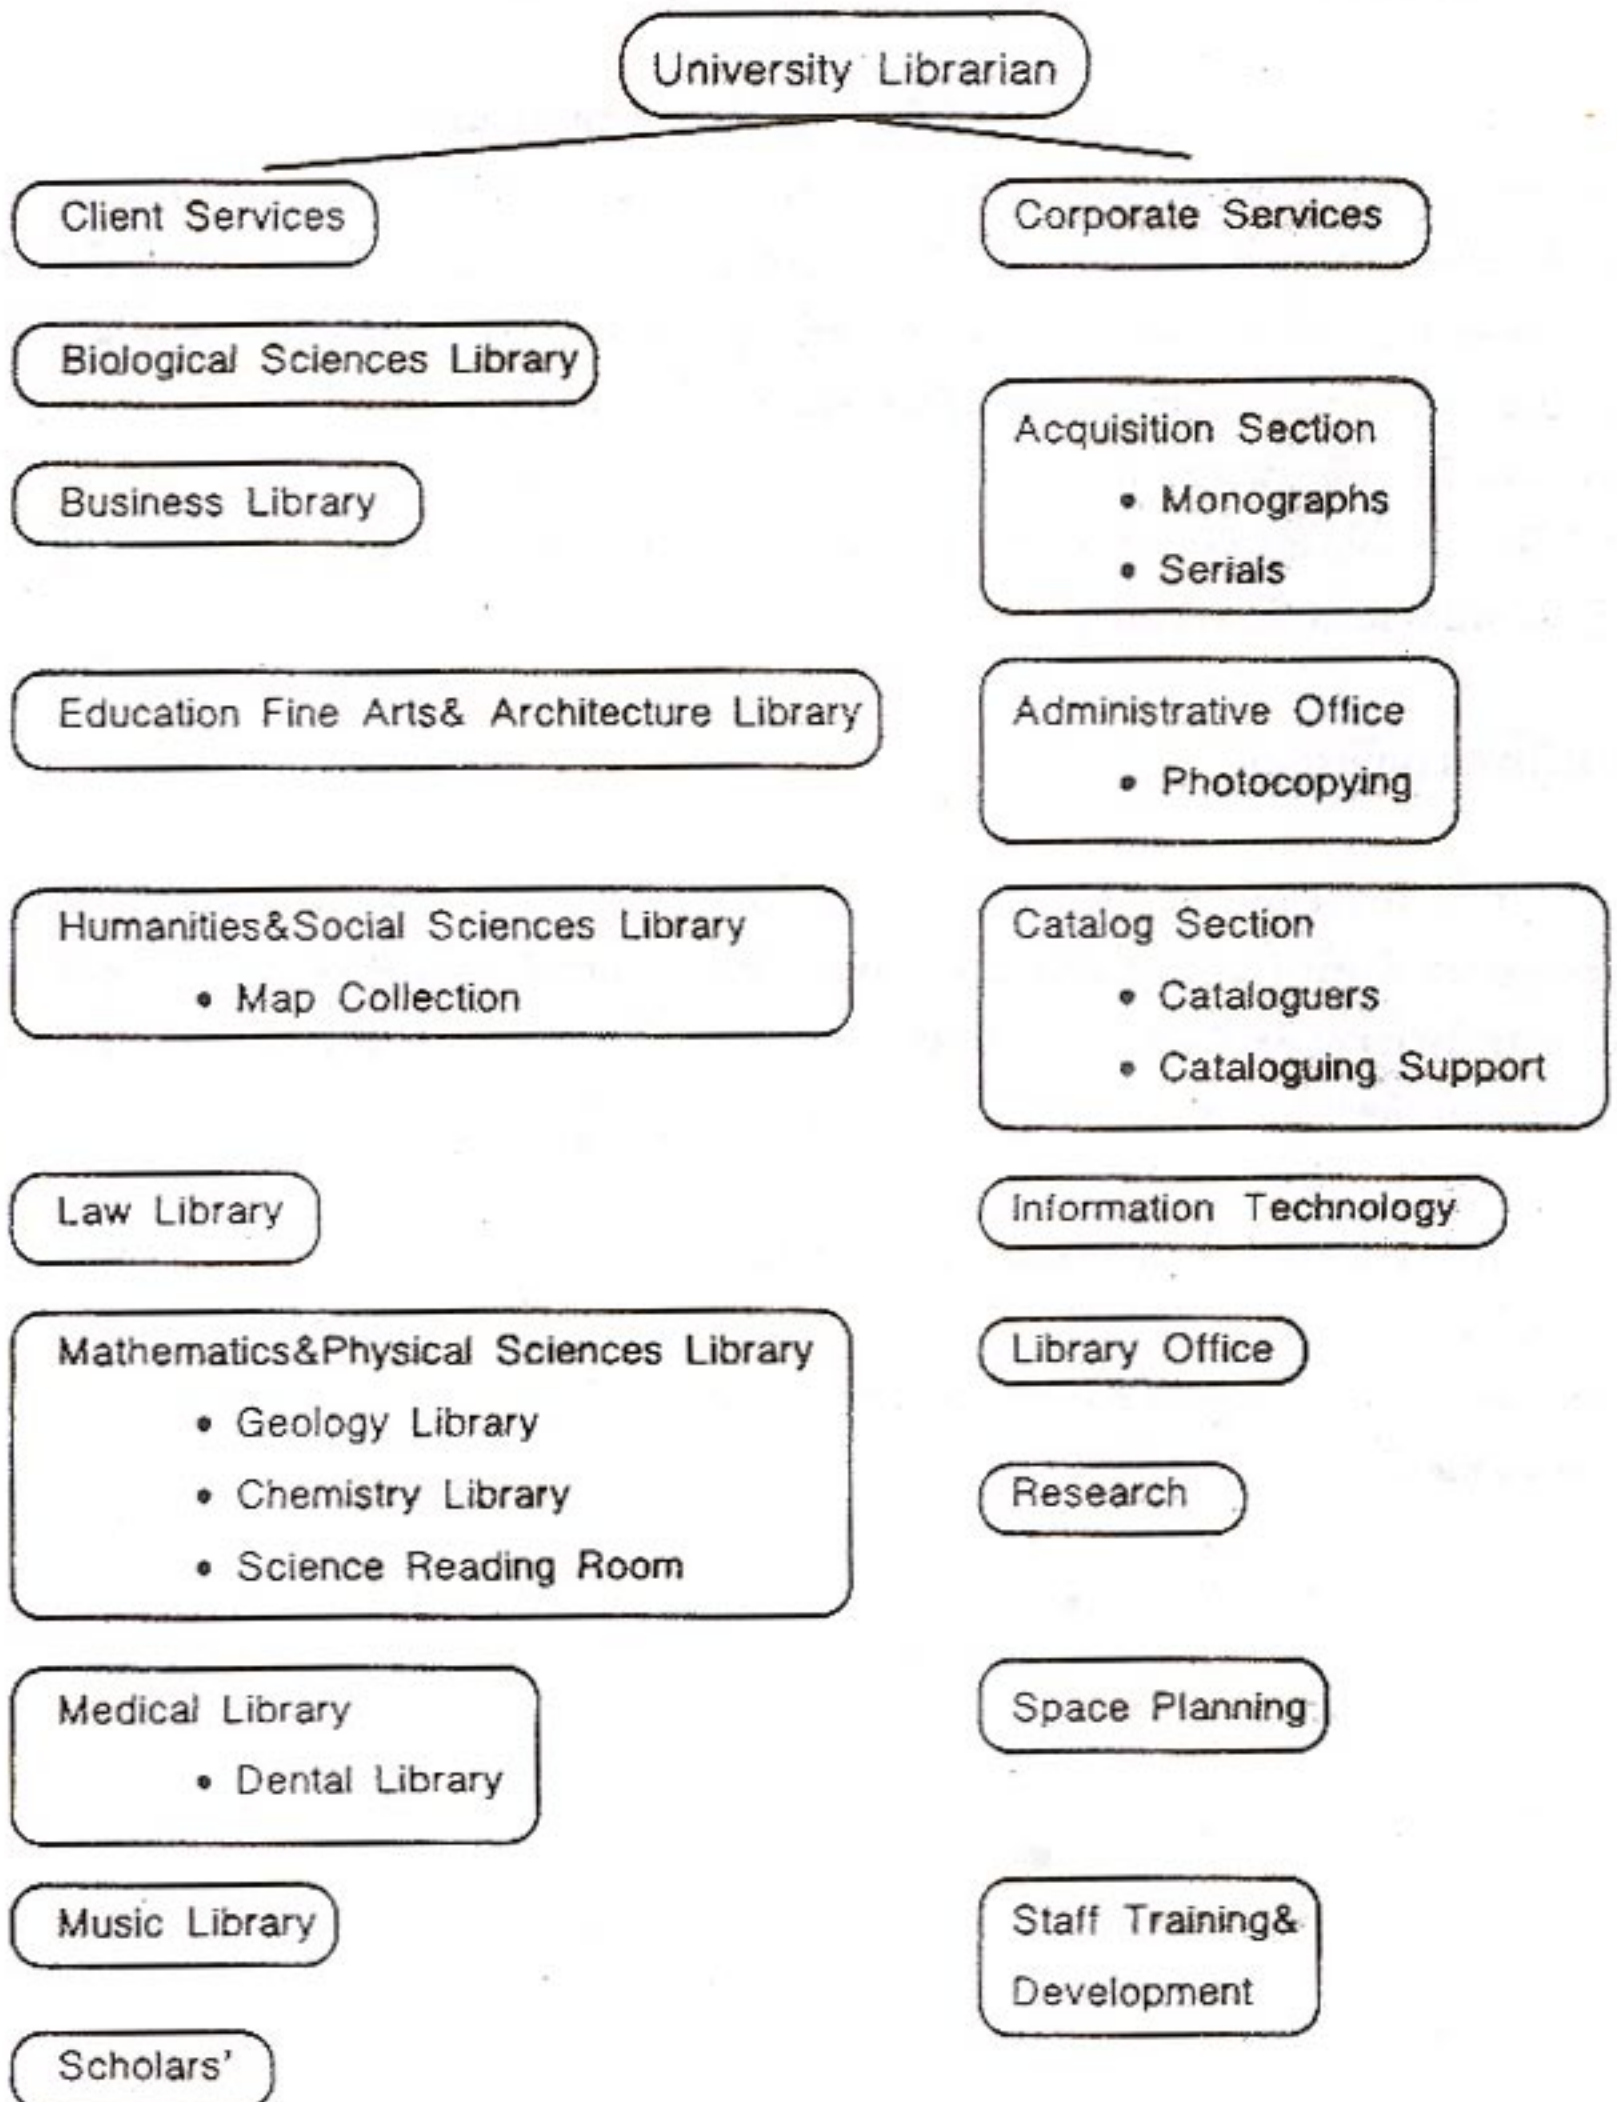 University Librarian
Client Services
Biological Sciences Library
Business Library
Education Fine Arts& Architecture Library
Humanities&Social Sciences Library
• Map Collection
Law Library
Mathematics&Physical Sciences Library
• Geology Library
• Chemistry Library
• Science Reading Room
Medical Library
• Dental Library
Music Library
Scholars'
Corporate Services
Acquisition Section
• Monographs
• Serials
Administrative Office
• Photocopying
Catalog Section
• Cataloguers
• Cataloguing Support
Information Technology
Library Office
Research
Space Planning
Staff Training&
Development